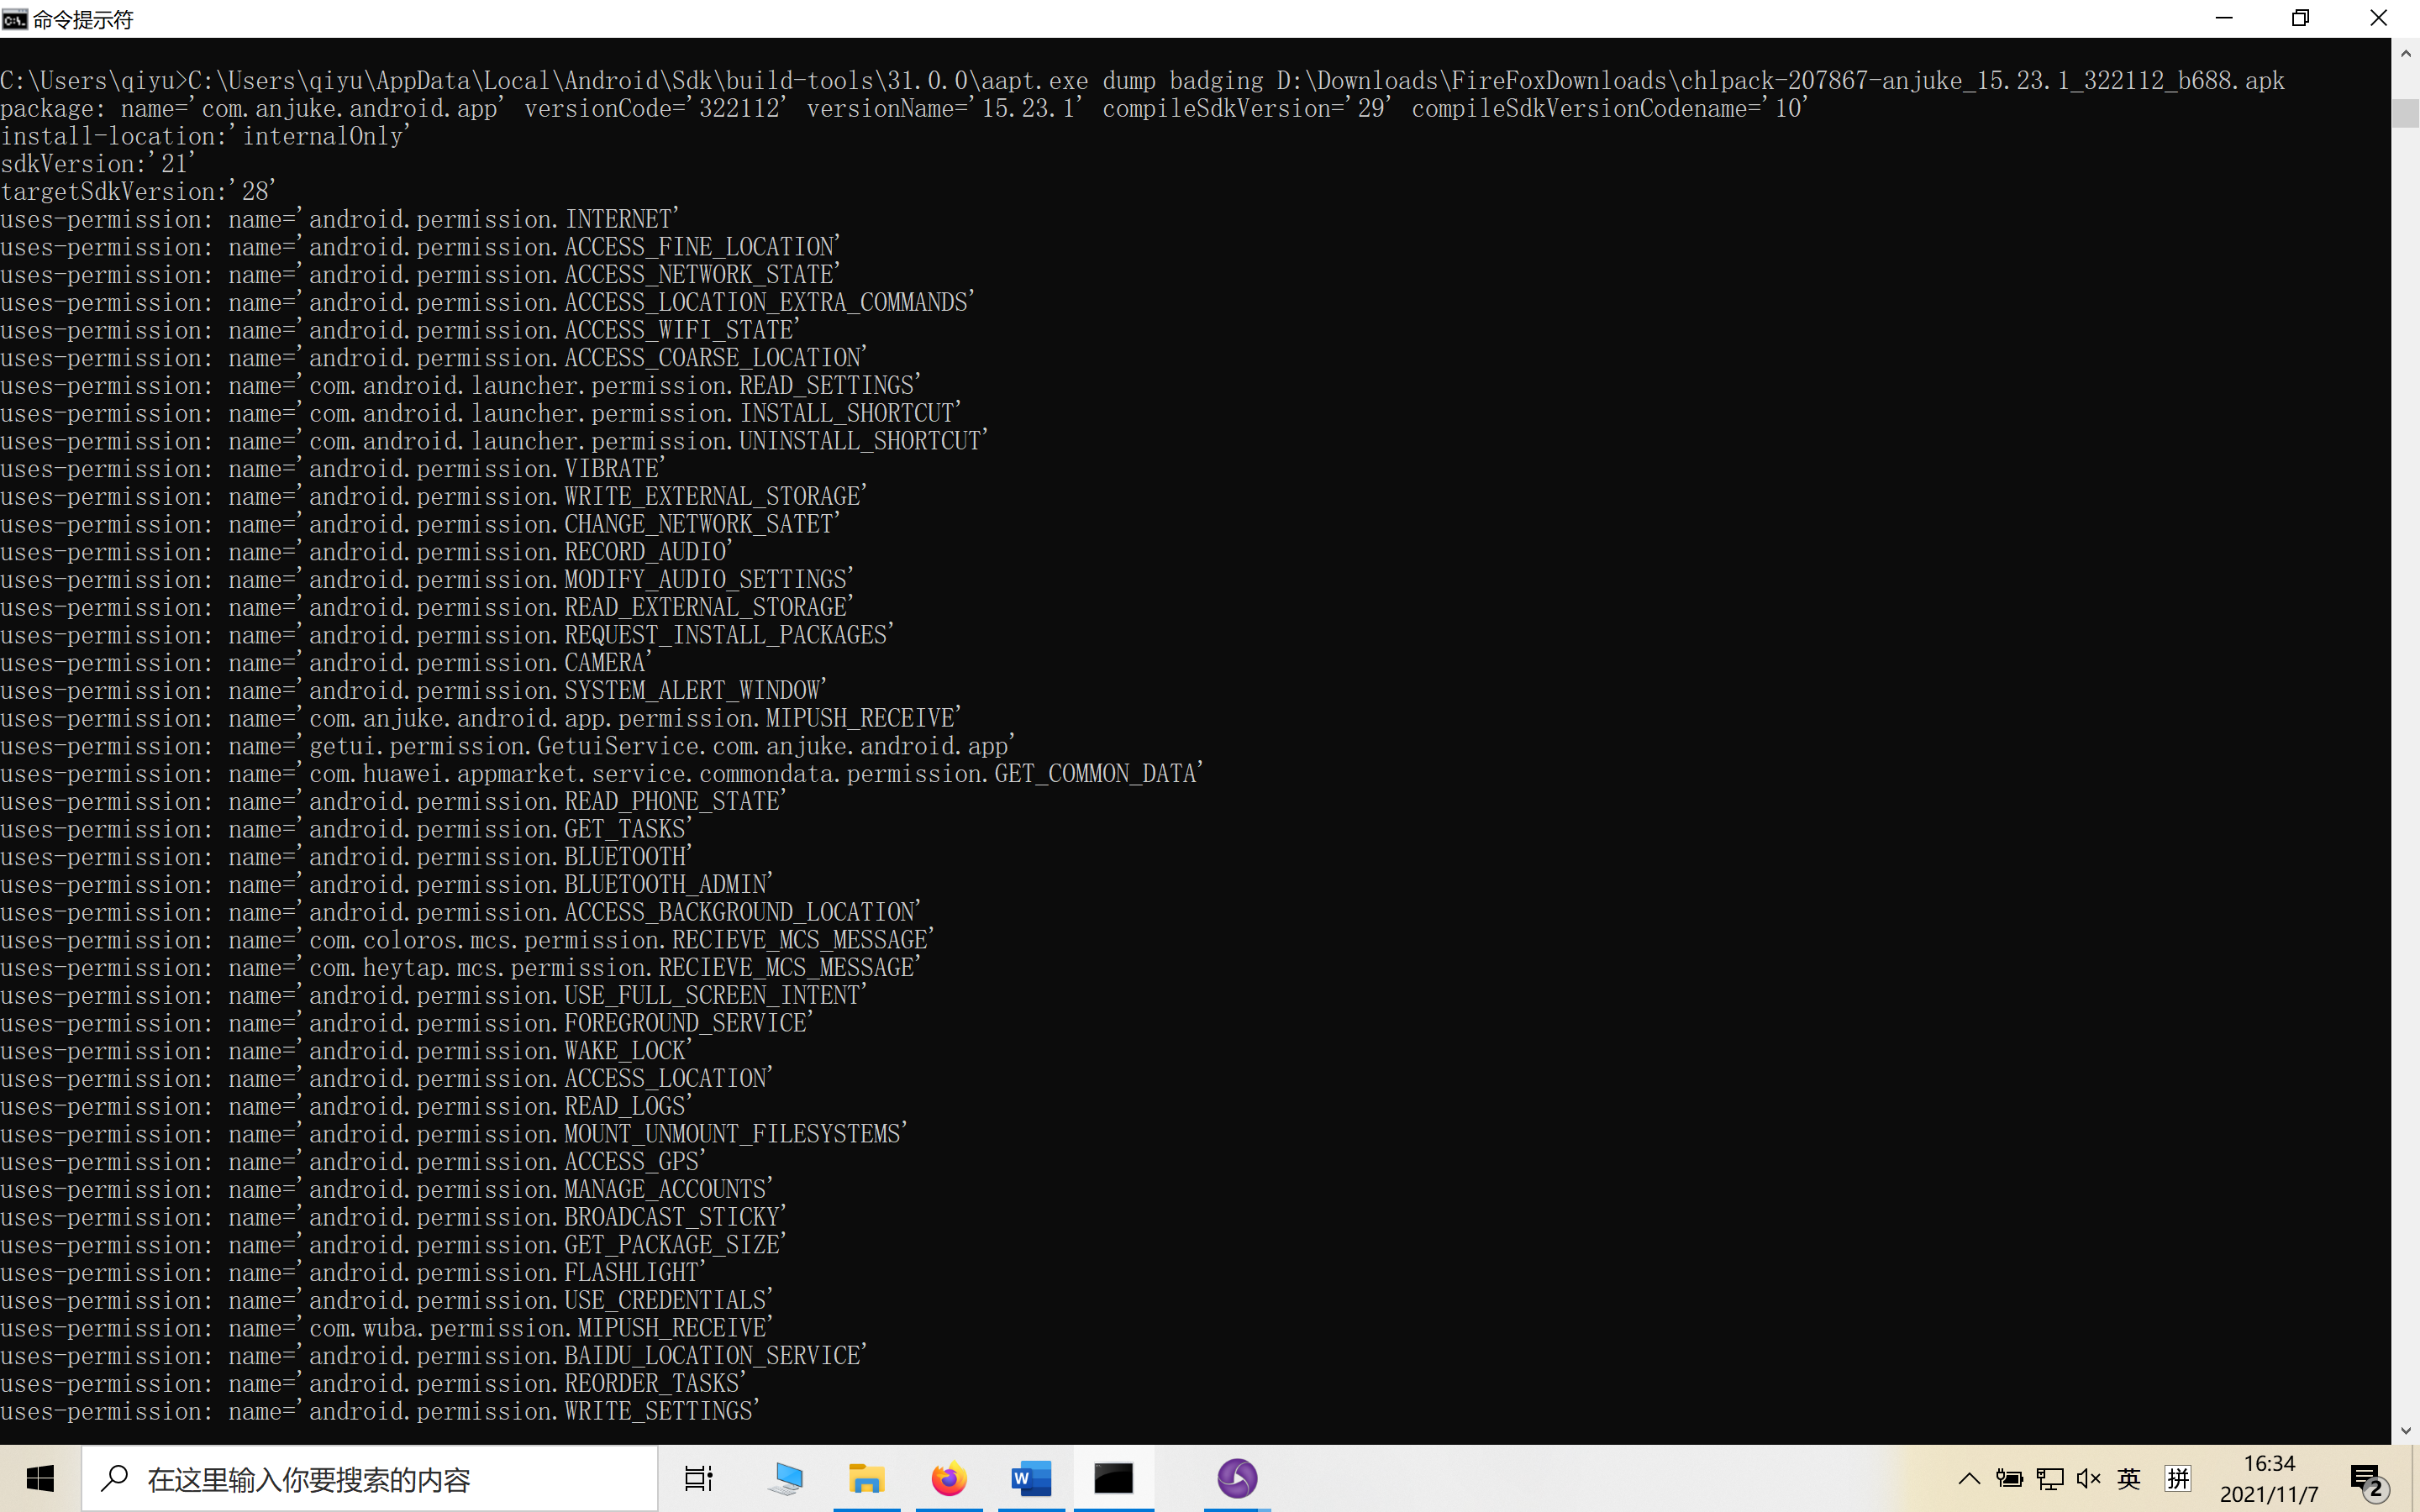 命令提示符
C:\Users\qiyu>C:\Users\qiyu\AppData\Local\Android\Sdk\build-tools\31.0.0\aapt.exe dump badging D:\Downloads\FireFoxDownloads\chlpack-207867-anjuke_15.23.1_322112_b688.apk
package: name='com.anjuke.android.app' versionCode='322112' versionName='15.23.1' compileSdkVersion='29' compileSdkVersionCodename='10'
install-location:'internalOnly'
sdkVersion:'21'
targetSdkVersion:'28'
uses-permission: name='android.permission.INTERNET'
uses-permission: name='android.permission.ACCESS_FINE_LOCATION'
uses-permission: name='android.permission.ACCESS_NETWORK_STATE'
uses-permission: name='android.permission.ACCESS_LOCATION_EXTRA_COMMANDS'
uses-permission: name='android.permission.ACCESS_WIFI_STATE'
uses-permission: name='android.permission.ACCESS_COARSE_LOCATION'
uses-permission: name='com.android.launcher.permission.READ_SETTINGS'
uses-permission: name='com.android.launcher.permission.INSTALL_SHORTCUT'
uses-permission: name='com.android.launcher.permission.UNINSTALL_SHORTCUT'
uses-permission: name='android.permission.VIBRATE'
uses-permission: name='android.permission.WRITE_EXTERNAL_STORAGE'
uses-permission: name='android.permission.CHANGE_NETWORK_SATET'
uses-permission: name='android.permission.RECORD_AUDIO'
uses-permission: name='android.permission.MODIFY_AUDIO_SETTINGS'
uses-permission: name='android.permission.READ_EXTERNAL_STORAGE'
uses-permission: name='android.permission.REQUEST_INSTALL_PACKAGES'
uses-permission: name='android.permission.CAMERA'
uses-permission: name='android.permission.SYSTEM_ALERT_WINDOW'
uses-permission: name='com.anjuke.android.app.permission.MIPUSH_RECEIVE'
uses-permission: name='getui.permission.GetuiService.com.anjuke.android.app'
uses-permission: name='com.huawei.appmarket.service.commondata.permission.GET_COMMON_DATA'
uses-permission: name='android.permission.READ_PHONE_STATE'
uses-permission: name='android.permission.GET_TASKS'
uses-permission: name='android.permission.BLUETOOTH'
uses-permission: name='android.permission.BLUETOOTH_ADMIN'
uses-permission: name='android.permission.ACCESS_BACKGROUND_LOCATION'
uses-permission: name='com.coloros.mcs.permission.RECIEVE_MCS_MESSAGE'
uses-permission: name='com.heytap.mcs.permission.RECIEVE_MCS_MESSAGE'
uses-permission: name='android.permission.USE_FULL_SCREEN_INTENT'
uses-permission: name='android.permission.FOREGROUND_SERVICE'
uses-permission: name='android.permission.WAKE_LOCK'
uses-permission: name='android.permission.ACCESS_LOCATION'
uses-permission: name='android.permission.READ_LOGS'
uses-permission: name='android.permission.MOUNT_UNMOUNT_FILESYSTEMS'
uses-permission: name='android.permission.ACCESS_GPS'
uses-permission: name='android.permission.MANAGE_ACCOUNTS'
uses-permission: name='android.permission.BROADCAST_STICKY'
uses-permission: name='android.permission.GET_PACKAGE_SIZE'
uses-permission: name='android.permission.FLASHLIGHT'
uses-permission: name='android.permission.USE_CREDENTIALS'
uses-permission: name='com.wuba.permission.MIPUSH_RECEIVE'
uses-permission: name='android.permission.BAIDU_LOCATION_SERVICE'
uses-permission: name='android.permission.REORDER_TASKS'
uses-permission: name='android.permission.WRITE_SETTINGS'
在这里输入你要搜索的内容
W
英
拼
16:34
2021/11/7
2